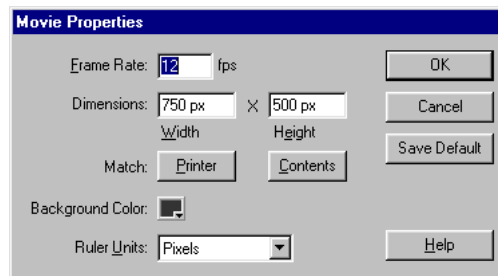 Movie Properties
Frame Rate: 12 fps OK
Dimensions: 750 px X 500 px Cancel
Width Height
Save Default
Match: Printer Contents
Background Color:
Ruler Units: Pixels Help